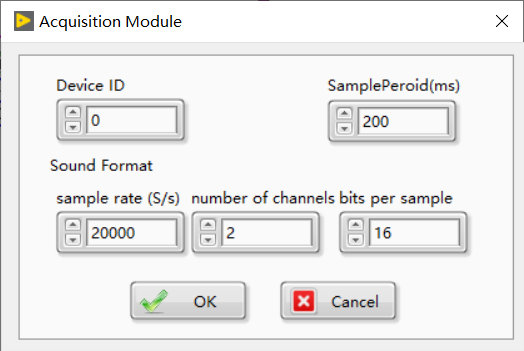 Acquisition Module
Device ID SamplePeroid(ms)
0 200
Sound Format
sample rate (S/s) number of channels bits per sample
20000 2 16
OK Cancel